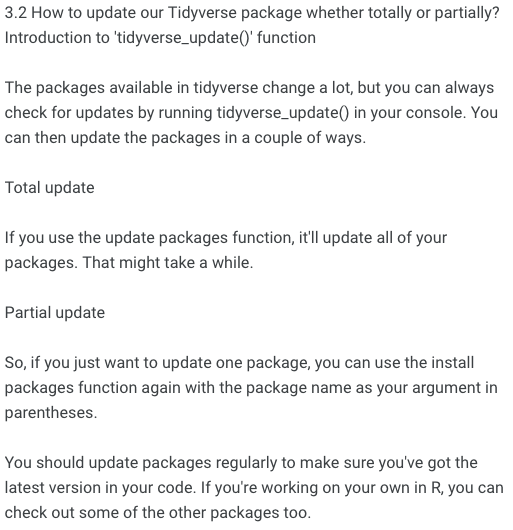 3.2 How to update our Tidyverse package whether totally or partially?
Introduction to 'tidyverse_update()' function
The packages available in tidyverse change a lot, but you can always
check for updates by running tidyverse_update() in your console. You
can then update the packages in a couple of ways.
Total update
If you use the update packages function, it'll update all of your
packages. That might take a while.
Partial update
So, if you just want to update one package, you can use the install
packages function again with the package name as your argument in
parentheses.
You should update packages regularly to make sure you've got the
latest version in your code. If you're working on your own in R, you can
check out some of the other packages too.